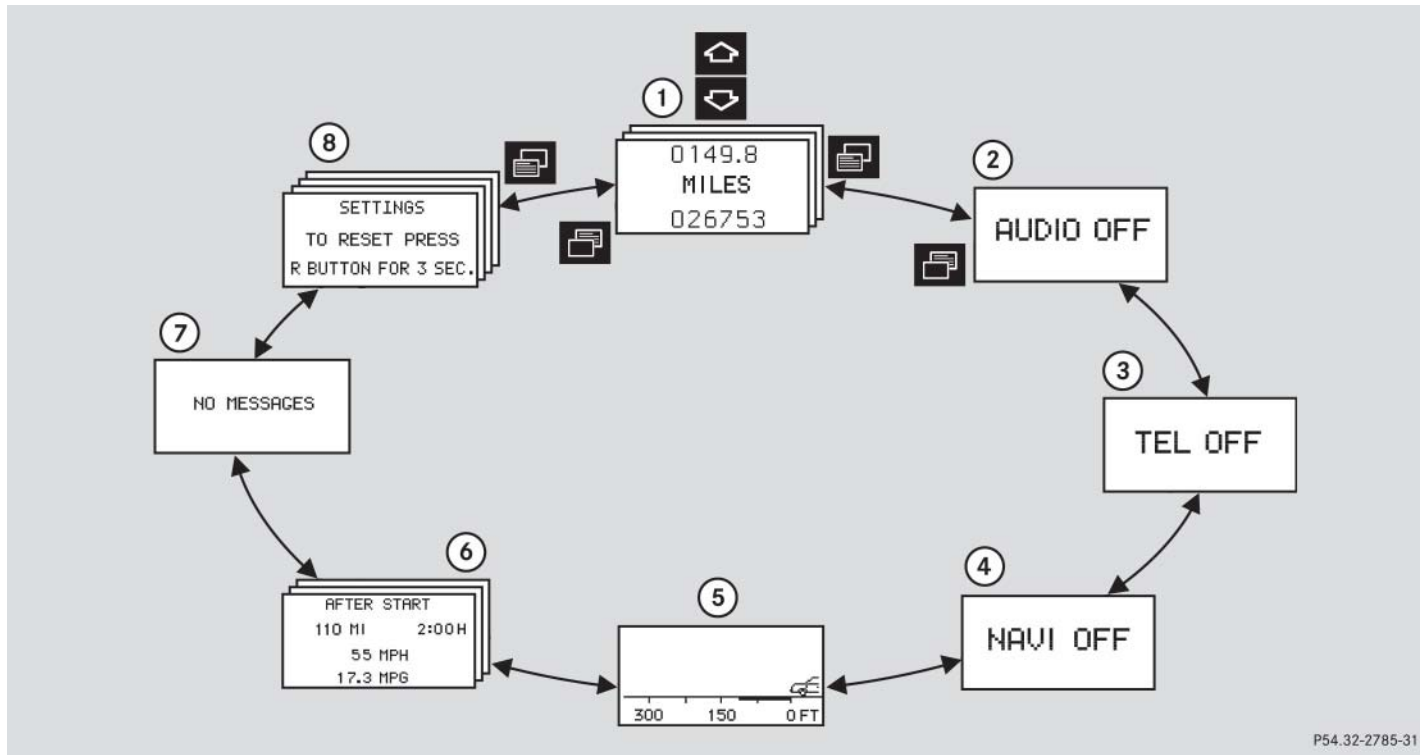 1
0149.8
MILES
026753
2
AUDIO OFF
3
TEL OFF
4
NAVI OFF
5
300 150 0 FT
6
AFTER START
110 MI 2:00H
55 MPH
17.3 MPG
7
NO MESSAGES
8
SETTINGS
TO RESET PRESS
R BUTTON FOR 3 SEC.
P54.32-2785-31